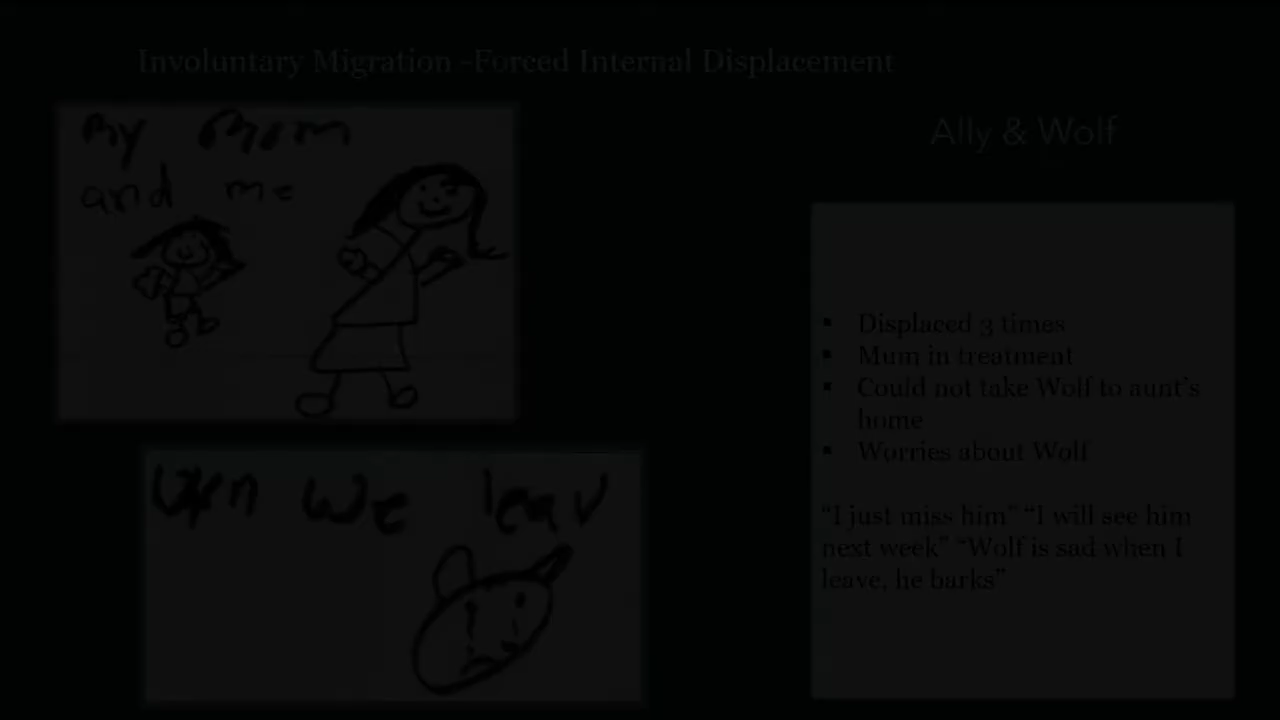 Involuntary Migration -Forced Internal Displacement
My Mom
and me
Ally & Wolf
▪ Displaced 3 times
▪ Mum in treatment
▪ Could not take Wolf to aunt's
home
▪ Worries about Wolf
"I just miss him" "I will see him
next week" "Wolf is sad when I
leave, he barks"
we leav